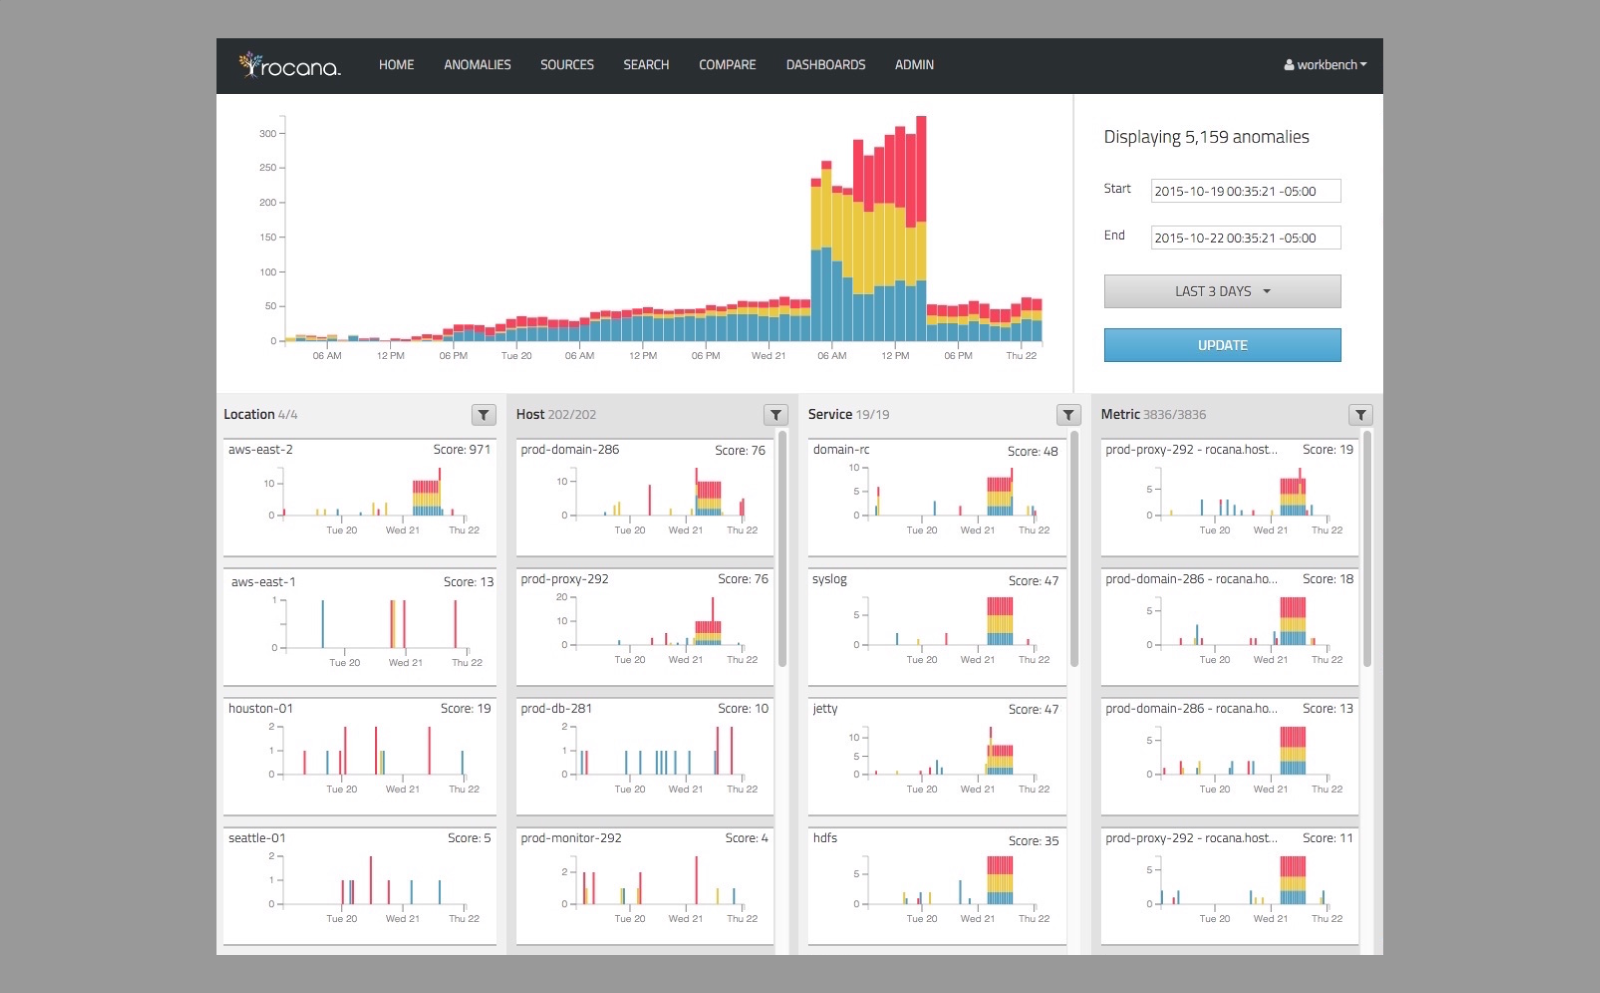 rocana.
HOME ANOMALIES SOURCES SEARCH COMPARE DASHBOARDS ADMIN workbench
300
250
200
150
100
50
0
06 AM 12 PM 06 PM Tue 20 06 AM 12 PM 06 PM Wed 21 06 AM 12 PM 06 PM Thu 22
Displaying 5,159 anomalies
Start 2015-10-19 00:35:21 -05:00
End 2015-10-22 00:35:21 -05:00
LAST 3 DAYS
UPDATE
Location 4/4
aws-east-2 Score: 971
10
0
Tue 20 Wed 21 Thu 22
aws-east-1 Score: 13
1
0
Tue 20 Wed 21 Thu 22
houston-01 Score: 19
2
1
0
Tue 20 Wed 21 Thu 22
seattle-01 Score: 5
2
1
0
Tue 20 Wed 21 Thu 22
Host 202/202
prod-domain-286 Score: 76
10
0
Tue 20 Wed 21 Thu 22
prod-proxy-292 Score: 76
20
10
0
Tue 20 Wed 21 Thu 22
prod-db-281 Score: 10
2
1
0
Tue 20 Wed 21 Thu 22
prod-monitor-292 Score: 4
2
0
Tue 20 Wed 21 Thu 22
Service 19/19
domain-rc Score: 48
10
5
0
Tue 20 Wed 21 Thu 22
syslog Score: 47
5
0
Tue 20 Wed 21 Thu 22
jetty Score: 47
10
5
0
Tue 20 Wed 21 Thu 22
hdfs Score: 35
5
0
Tue 20 Wed 21 Thu 22
Metric 3836/3836
prod-proxy-292 - rocana.host... Score: 19
5
0
Tue 20 Wed 21 Thu 22
prod-domain-286 - rocana.ho... Score: 18
5
0
Tue 20 Wed 21 Thu 22
prod-domain-286 - rocana.ho... Score: 13
5
0
Tue 20 Wed 21 Thu 22
prod-proxy-292 - rocana.host... Score: 11
5
0
Tue 20 Wed 21 Thu 22